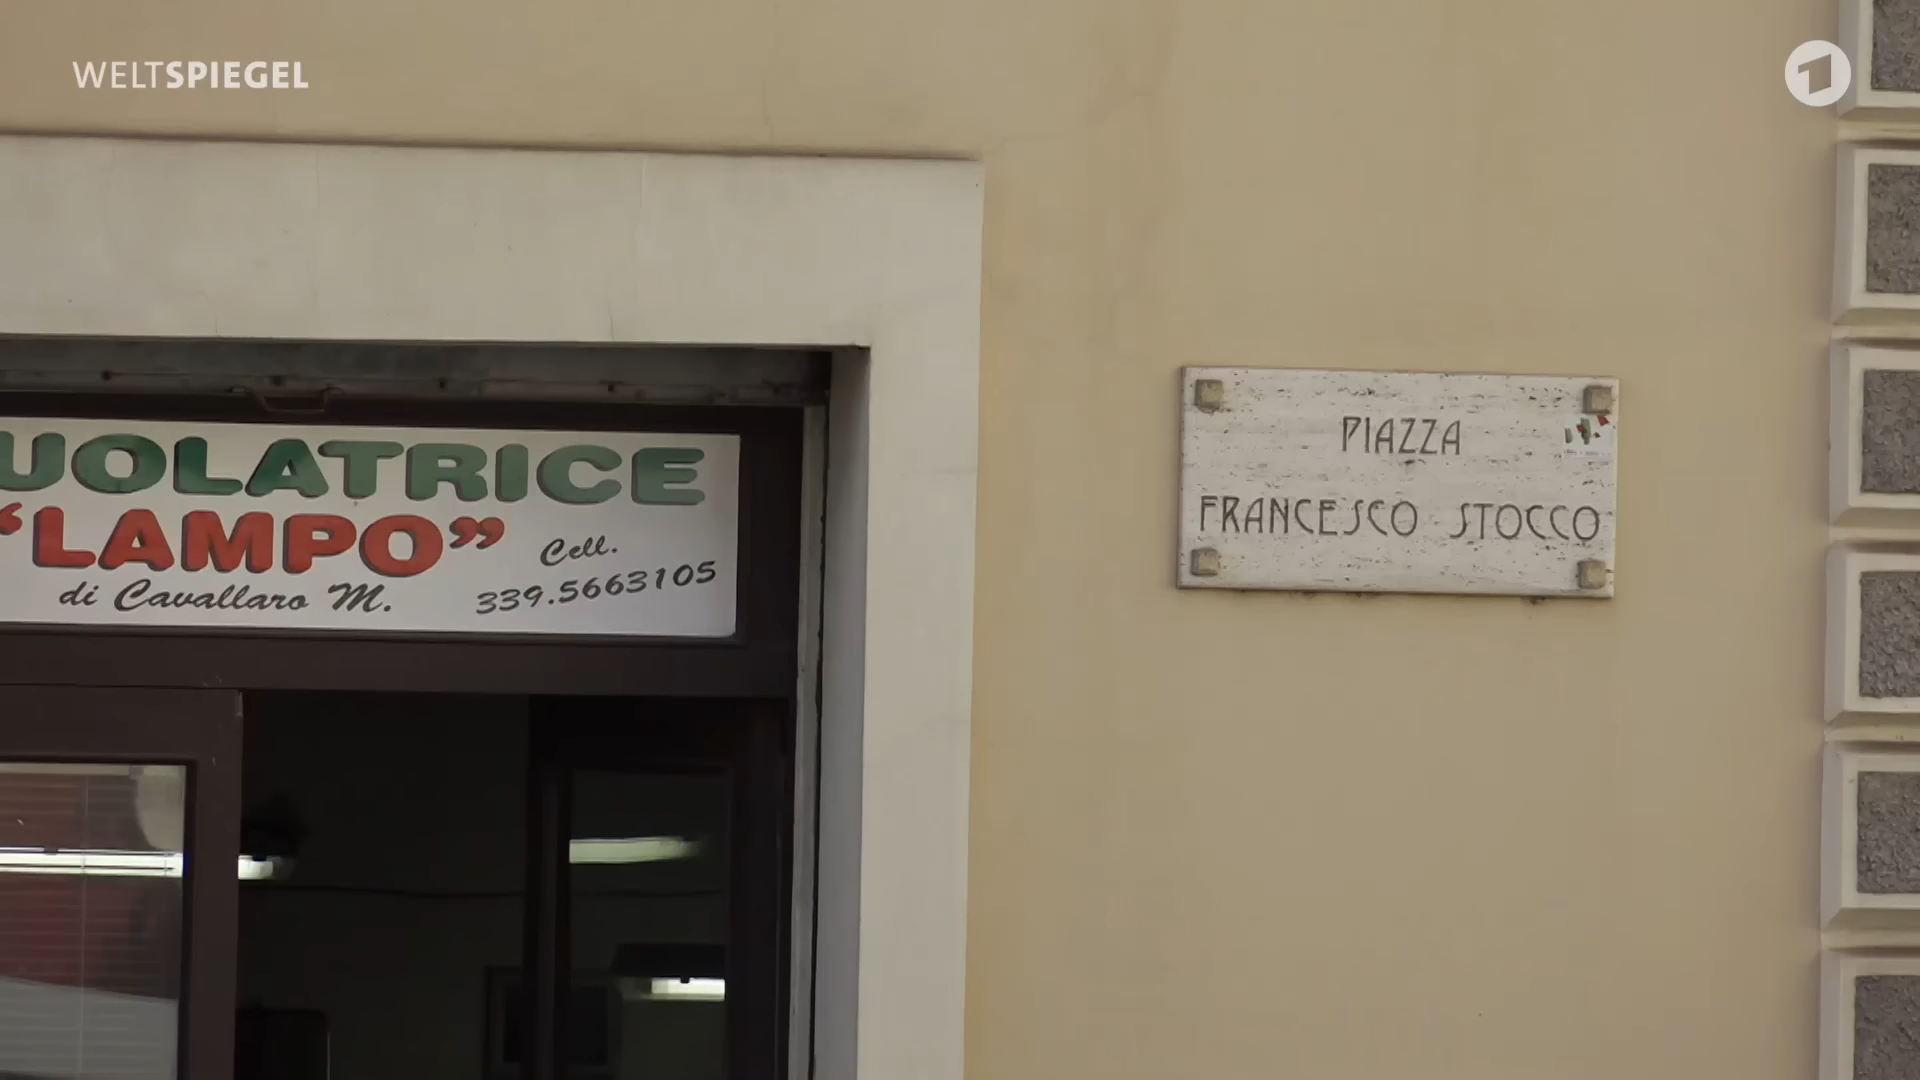 WELTSPIEGEL
UOLATRICE
"LAMPO"
di Cavallaro M.
Cell.
339.5663105
PIAZZA
FRANCESCO STOCCO